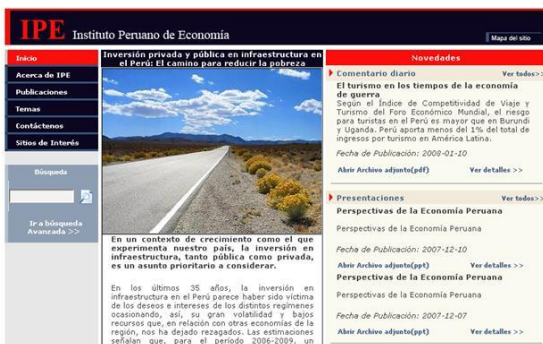 IPE Instituto Peruano de Economía
Mapa del sitio
Inicio
Acerca de IPE
Publicaciones
Temas
Contáctenos
Sitios de Interés
Búsqueda
Ir a búsqueda
Avanzada >>
Inversión privada y pública en infraestructura en
el Perú: El camino para reducir la pobreza
En un contexto de crecimiento como el que
experimenta nuestro país, la inversión en
infraestructura, tanto pública como privada,
es un asunto prioritario a considerar.
En los últimos 35 años, la inversión en
infraestructura en el Perú parece haber sido víctima
de los deseos e intereses de los distintos regímenes
ocasionando, así, su gran volatilidad y bajos
recursos que, en relación con otras economías de la
región, nos ha dejado rezagados. Las estimaciones
señalan que, para el período 2006-2009, un
Novedades
Comentario diario Ver todos>>
El turismo en los tiempos de la economía
de guerra
Según el Índice de Competitividad de Viaje y
Turismo del Foro Económico Mundial, el riesgo
para turistas en el Perú es mayor que en Burundi
y Uganda. Perú aporta menos del 1% del total de
ingresos por turismo en América Latina.
Fecha de Publicación: 2008-01-10
Abrir Archivo adjunto(pdf) Ver detalles >>
Presentaciones Ver todos>>
Perspectivas de la Economía Peruana
Perspectivas de la Economía Peruana
Fecha de Publicación: 2007-12-10
Abrir Archivo adjunto(ppt) Ver detalles >>
Perspectivas de la Economía Peruana
Perspectivas de la Economía Peruana
Fecha de Publicación: 2007-12-07
Abrir Archivo adjunto(ppt) Ver detalles >>